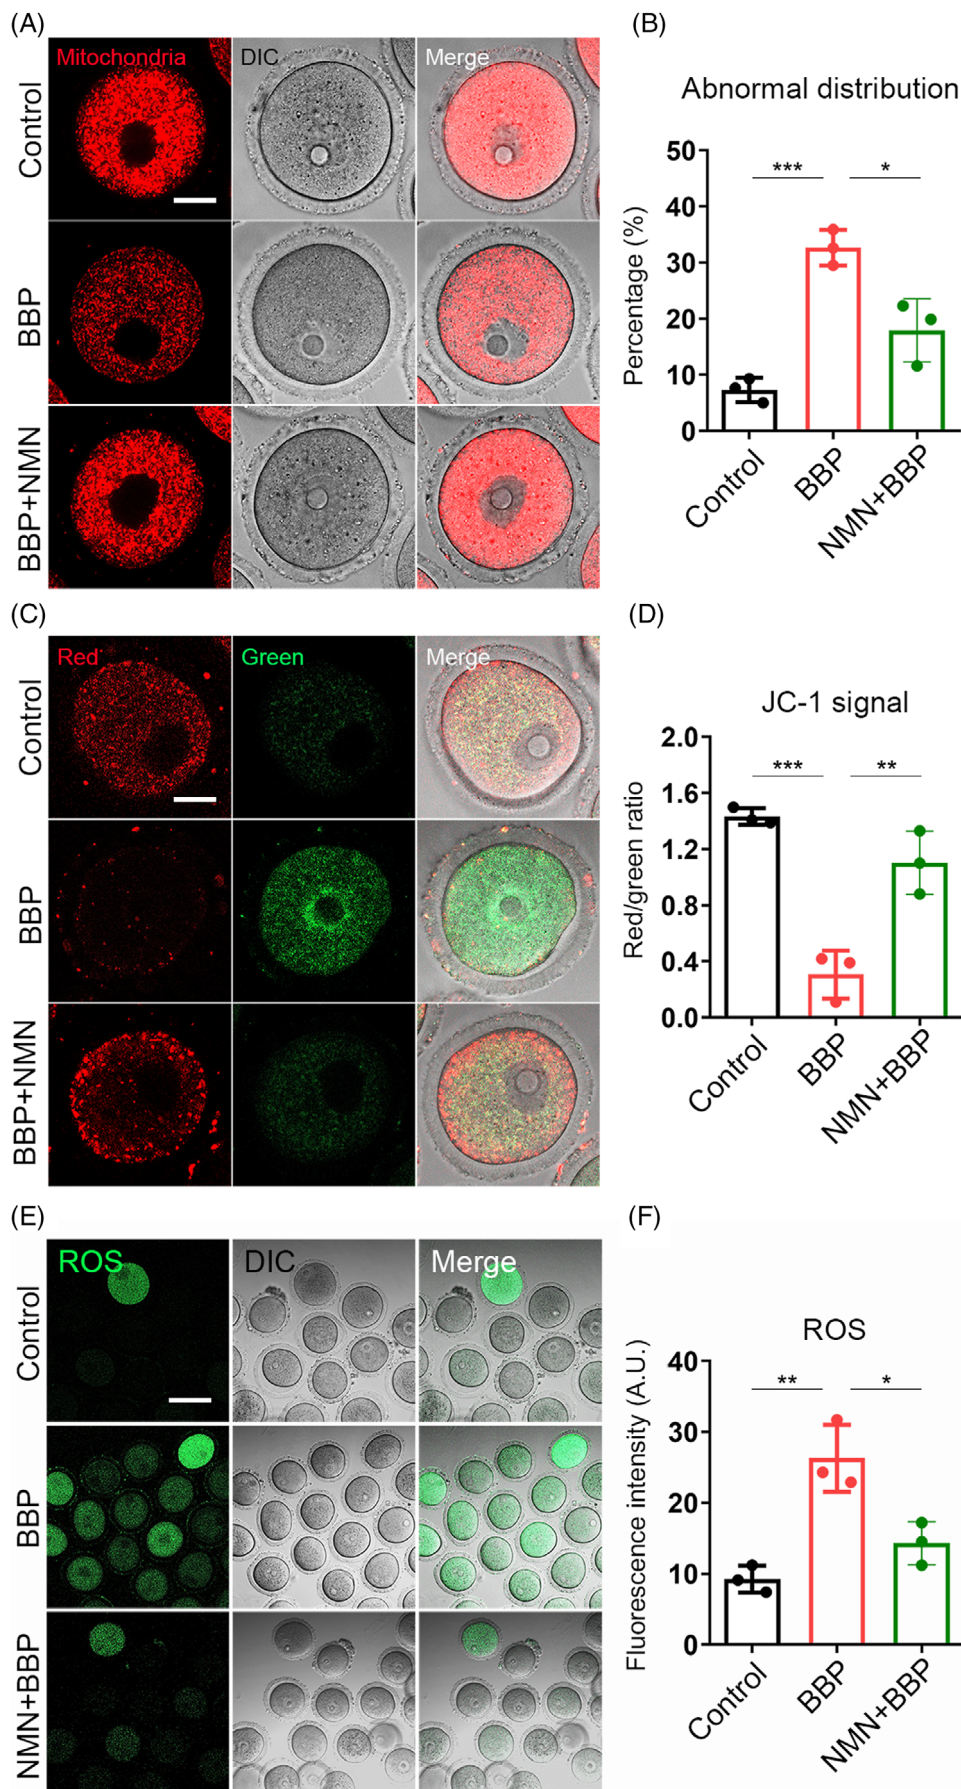 (A)
Mitochondria DIC Merge
Control
BBP
BBP+NMN
(B)
Abnormal distribution
Percentage (%)
50
40
30
20
10
0
*** *
Control BBP NMN+BBP
(C)
Red Green Merge
Control
BBP
BBP+NMN
(D)
JC-1 signal
Red/green ratio
2.0
1.6
1.2
0.8
0.4
0.0
*** **
Control BBP NMN+BBP
(E)
ROS DIC Merge
Control
BBP
NMN+BBP
(F)
ROS
Fluorescence intensity (A.U.)
40
30
20
10
0
** *
Control BBP NMN+BBP